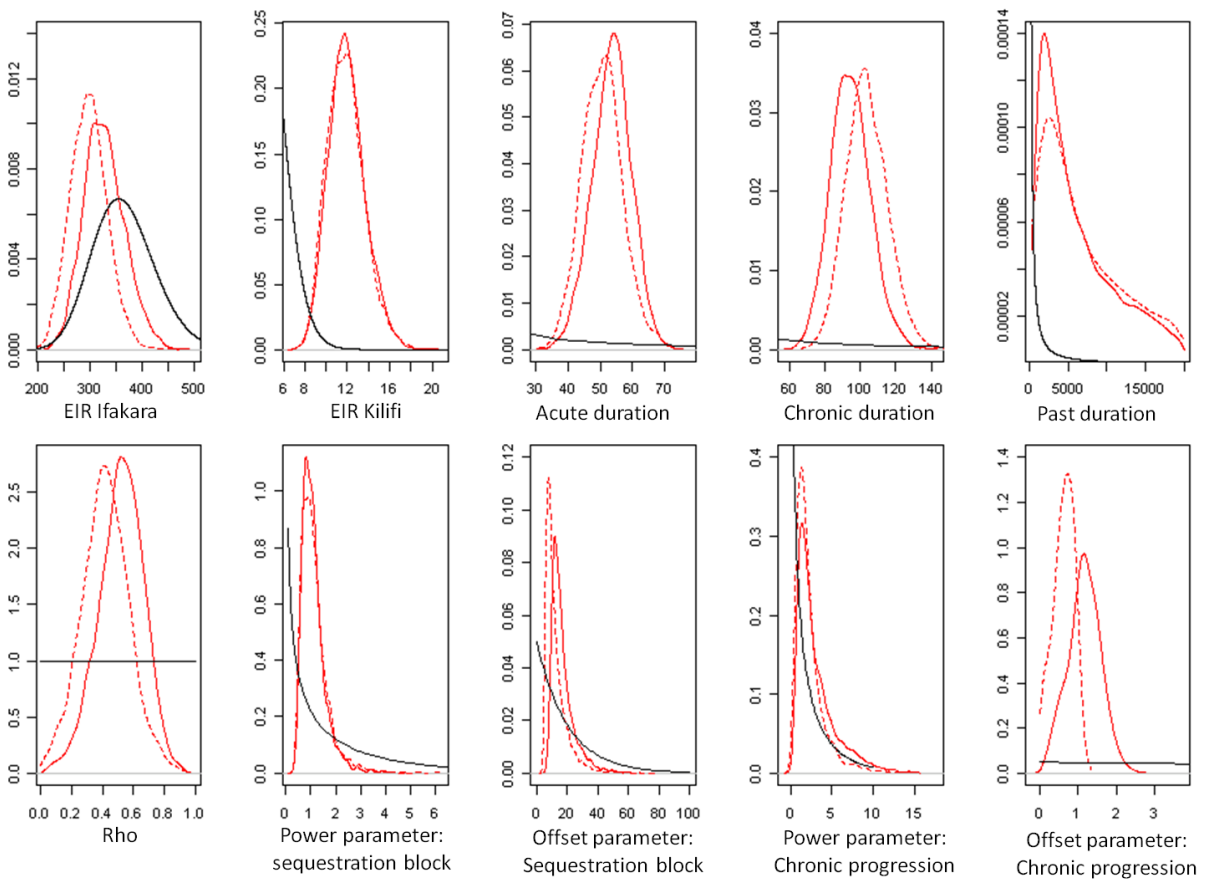 0.000 0.004 0.008 0.012
200 300 400 500
EIR Ifakara
0.00 0.05 0.10 0.15 0.20 0.25
6 8 12 16 20
EIR Kilifi
0.00 0.01 0.02 0.03 0.04 0.05 0.06 0.07
30 40 50 60 70
Acute duration
0.00 0.01 0.02 0.03 0.04
60 80 100 120 140
Chronic duration
0.00002 0.00006 0.00010 0.00014
0 5000 15000
Past duration
0.0 0.5 1.0 1.5 2.0 2.5
0.0 0.2 0.4 0.6 0.8 1.0
Rho
0.0 0.2 0.4 0.6 0.8 1.0
0 1 2 3 4 5 6
Power parameter:
sequestration block
0.00 0.02 0.04 0.06 0.08 0.10 0.12
0 20 40 60 80 100
Offset parameter:
Sequestration block
0.0 0.1 0.2 0.3 0.4
0 5 10 15
Power parameter:
Chronic progression
0.0 0.2 0.4 0.6 0.8 1.0 1.2 1.4
0 1 2 3
Offset parameter:
Chronic progression